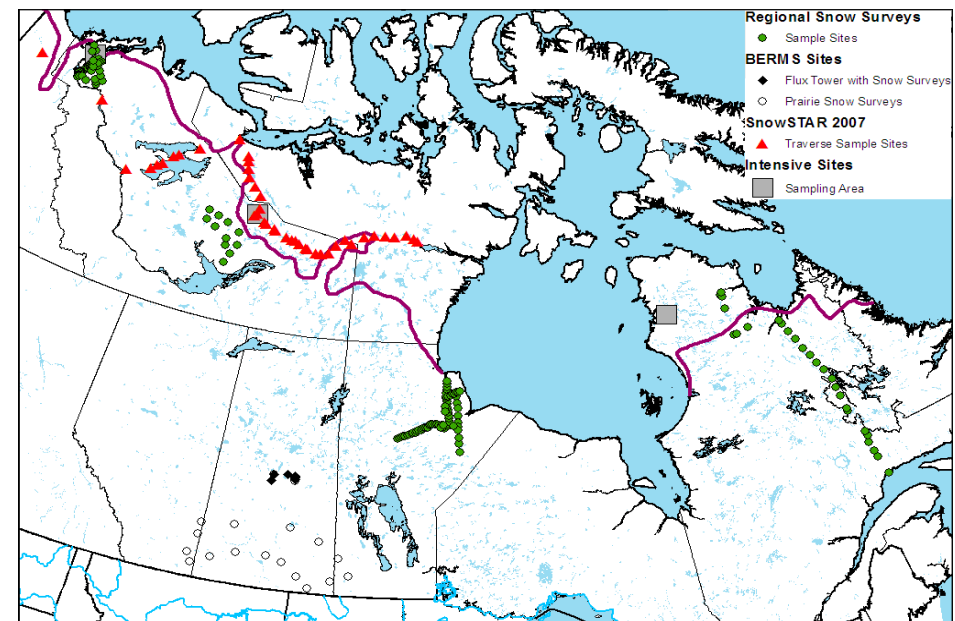 Regional Snow Surveys
Sample Sites
BERMS Sites
Flux Tower with Snow Surveys
Prairie Snow Surveys
SnowSTAR 2007
Traverse Sample Sites
Intensive Sites
Sampling Area